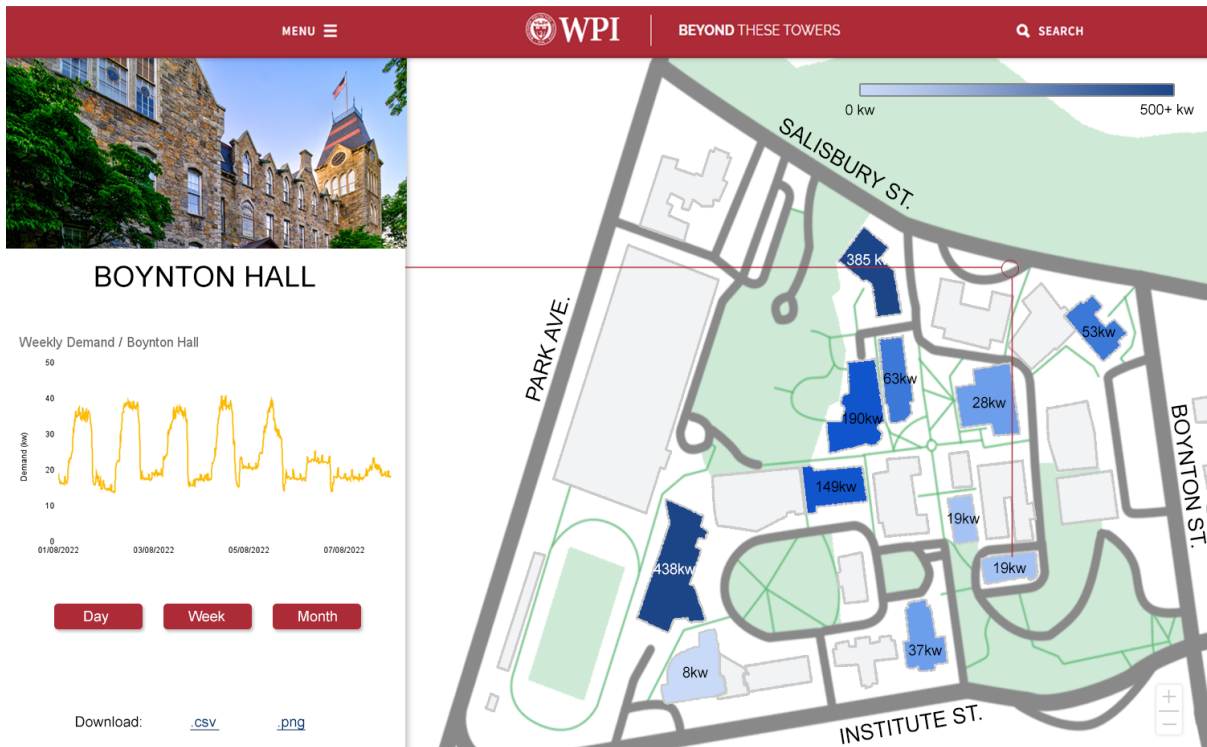 MENU
WPI
BEYOND THESE TOWERS
SEARCH
BOYNTON HALL
Weekly Demand / Boynton Hall
Demand (kw)
50
40
30
20
10
0
01/08/2022 03/08/2022 05/08/2022 07/08/2022
Day Week Month
Download: .csv .png
0 kw 500+ kw
SALISBURY ST.
PARK AVE.
BOYNTON ST.
INSTITUTE ST.
385 k
53kw
63kw
28kw
190kw
149kw
19kw
438kw
19kw
37kw
8kw
+
−